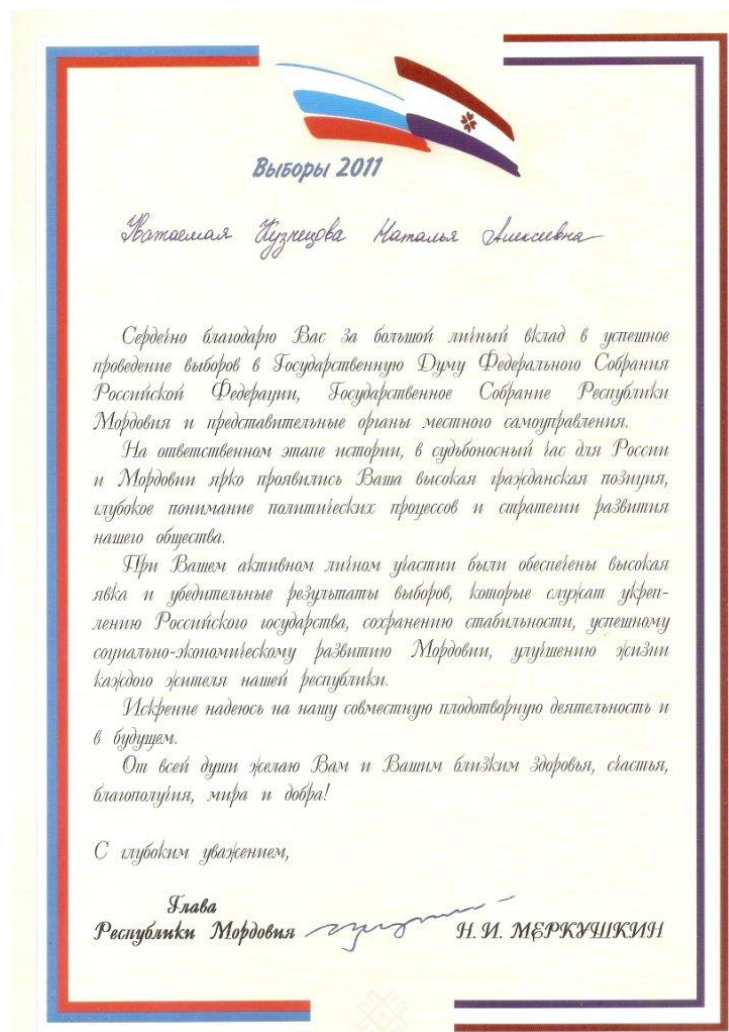 Выборы 2011
Уважаемая Кузнецова Наталья Алексеевна
Сердечно благодарю Вас за большой личный вклад в успешное
проведение выборов в Государственную Думу Федерального Собрания
Российской Федерации, Государственное Собрание Республики
Мордовия и представительные органы местного самоуправления.
На ответственном этапе истории, в судьбоносный час для России
и Мордовии ярко проявились Ваша высокая гражданская позиция,
глубокое понимание политических процессов и стратегии развития
нашего общества.
При Вашем активном личном участии были обеспечены высокая
явка и убедительные результаты выборов, которые служат укреп-
лению Российского государства, сохранению стабильности, успешному
социально-экономическому развитию Мордовии, улучшению жизни
каждого жителя нашей республики.
Искренне надеюсь на нашу совместную плодотворную деятельность и
в будущем.
От всей души желаю Вам и Вашим близким здоровья, счастья,
благополучия, мира и добра!
С глубоким уважением,
Глава
Республики Мордовия Н. И. МЕРКУШКИН